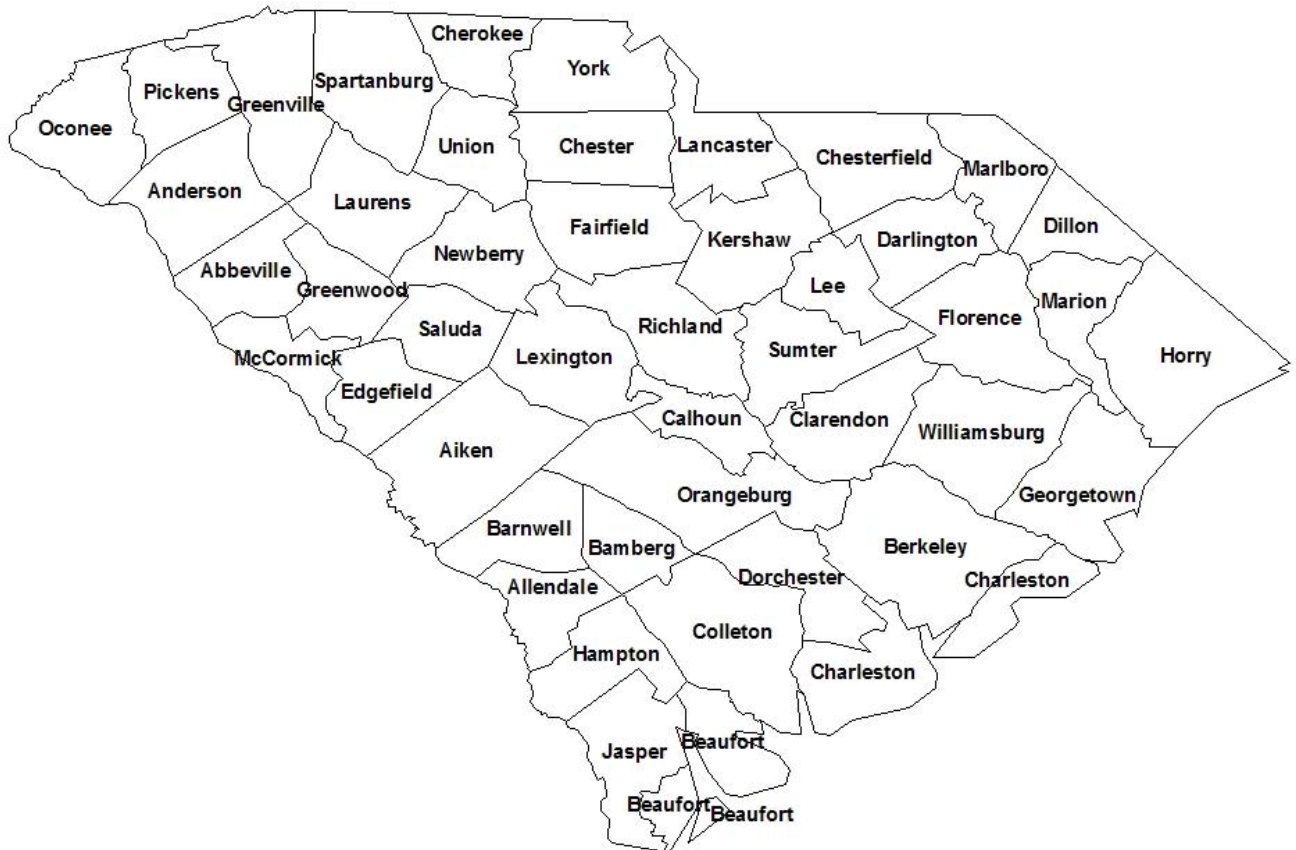 Cherokee
York
Spartanburg
Pickens
Greenville
Oconee
Union
Chester
Lancaster
Chesterfield
Marlboro
Anderson
Laurens
Fairfield
Dillon
Kershaw
Darlington
Newberry
Abbeville
Greenwood
Lee
Marion
Florence
Richland
Saluda
Sumter
Lexington
Horry
McCormick
Edgefield
Calhoun
Clarendon
Williamsburg
Aiken
Orangeburg
Georgetown
Barnwell
Bamberg
Berkeley
Dorchester
Charleston
Allendale
Colleton
Hampton
Charleston
Beaufort
Jasper
Beaufort
Beaufort